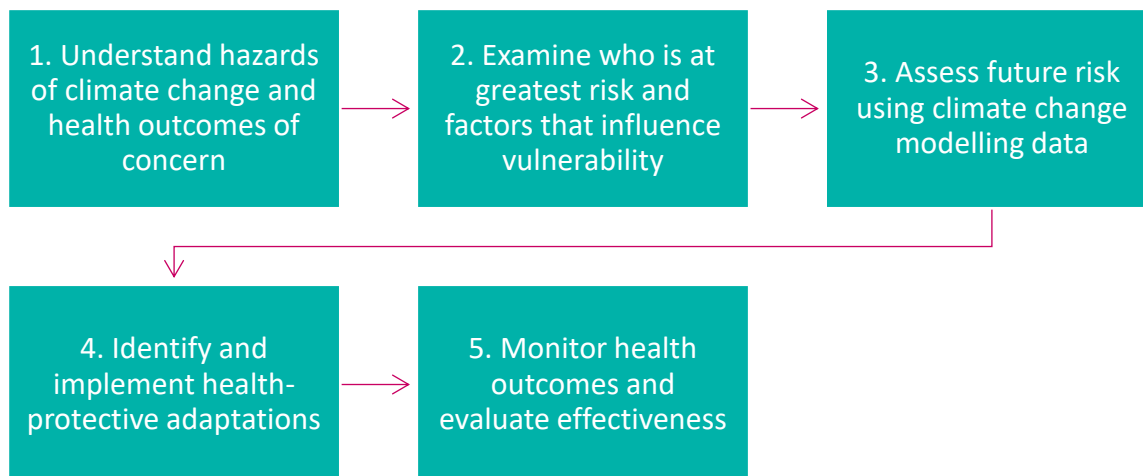 1. Understand hazards
of climate change and
health outcomes of
concern
2. Examine who is at
greatest risk and
factors that influence
vulnerability
3. Assess future risk
using climate change
modelling data
4. Identify and
implement health-
protective adaptations
5. Monitor health
outcomes and
evaluate effectiveness